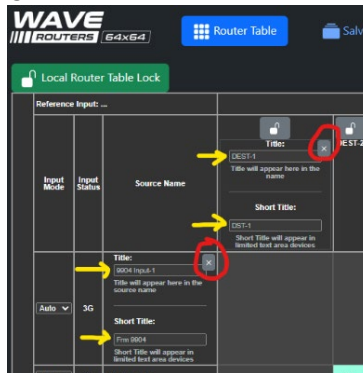 WAVE
ROUTERS 64x64
Router Table
Local Router Table Lock
Reference Input: ...
Input Mode
Input Status
Source Name
Title:
DEST-1
Title will appear here in the
name
Short Title:
DST-1
Short Title will appear in
limited text area devices
Auto
3G
Title:
9904 Input-1
Title will appear here in the
source name
Short Title:
Frm 9904
Short Title will appear in
limited text area devices